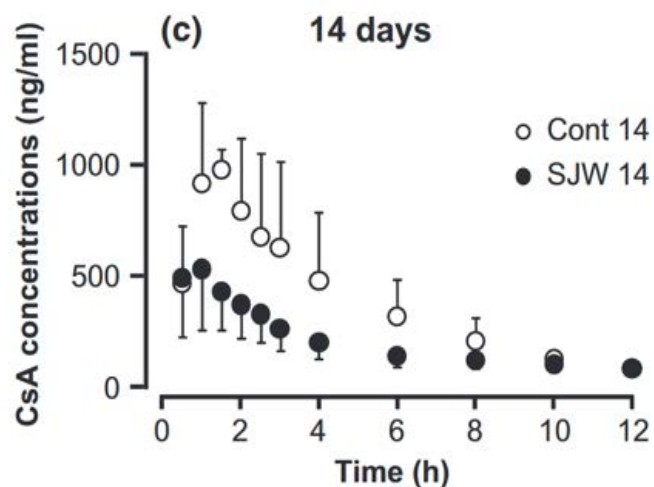 (c) 14 days
CsA concentrations (ng/ml)
1500
1000
500
0
Cont 14
SJW 14
0 2 4 6 8 10 12
Time (h)